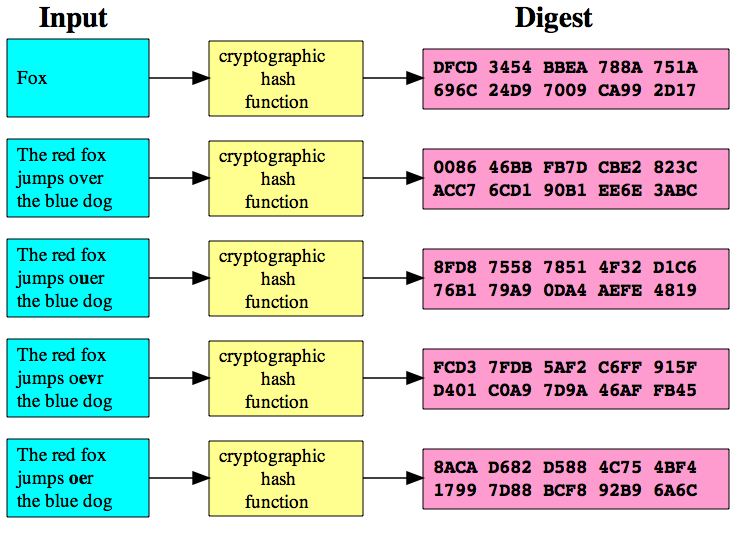 Input
Digest
Fox
cryptographic
hash
function
DFCD 3454 BBEA 788A 751A
696C 24D9 7009 CA99 2D17
The red fox
jumps over
the blue dog
cryptographic
hash
function
0086 46BB FB7D CBE2 823C
ACC7 6CD1 90B1 EE6E 3ABC
The red fox
jumps ouer
the blue dog
cryptographic
hash
function
8FD8 7558 7851 4F32 D1C6
76B1 79A9 0DA4 AEFE 4819
The red fox
jumps oevr
the blue dog
cryptographic
hash
function
FCD3 7FDB 5AF2 C6FF 915F
D401 C0A9 7D9A 46AF FB45
The red fox
jumps oer
the blue dog
cryptographic
hash
function
8ACA D682 D588 4C75 4BF4
1799 7D88 BCF8 92B9 6A6C